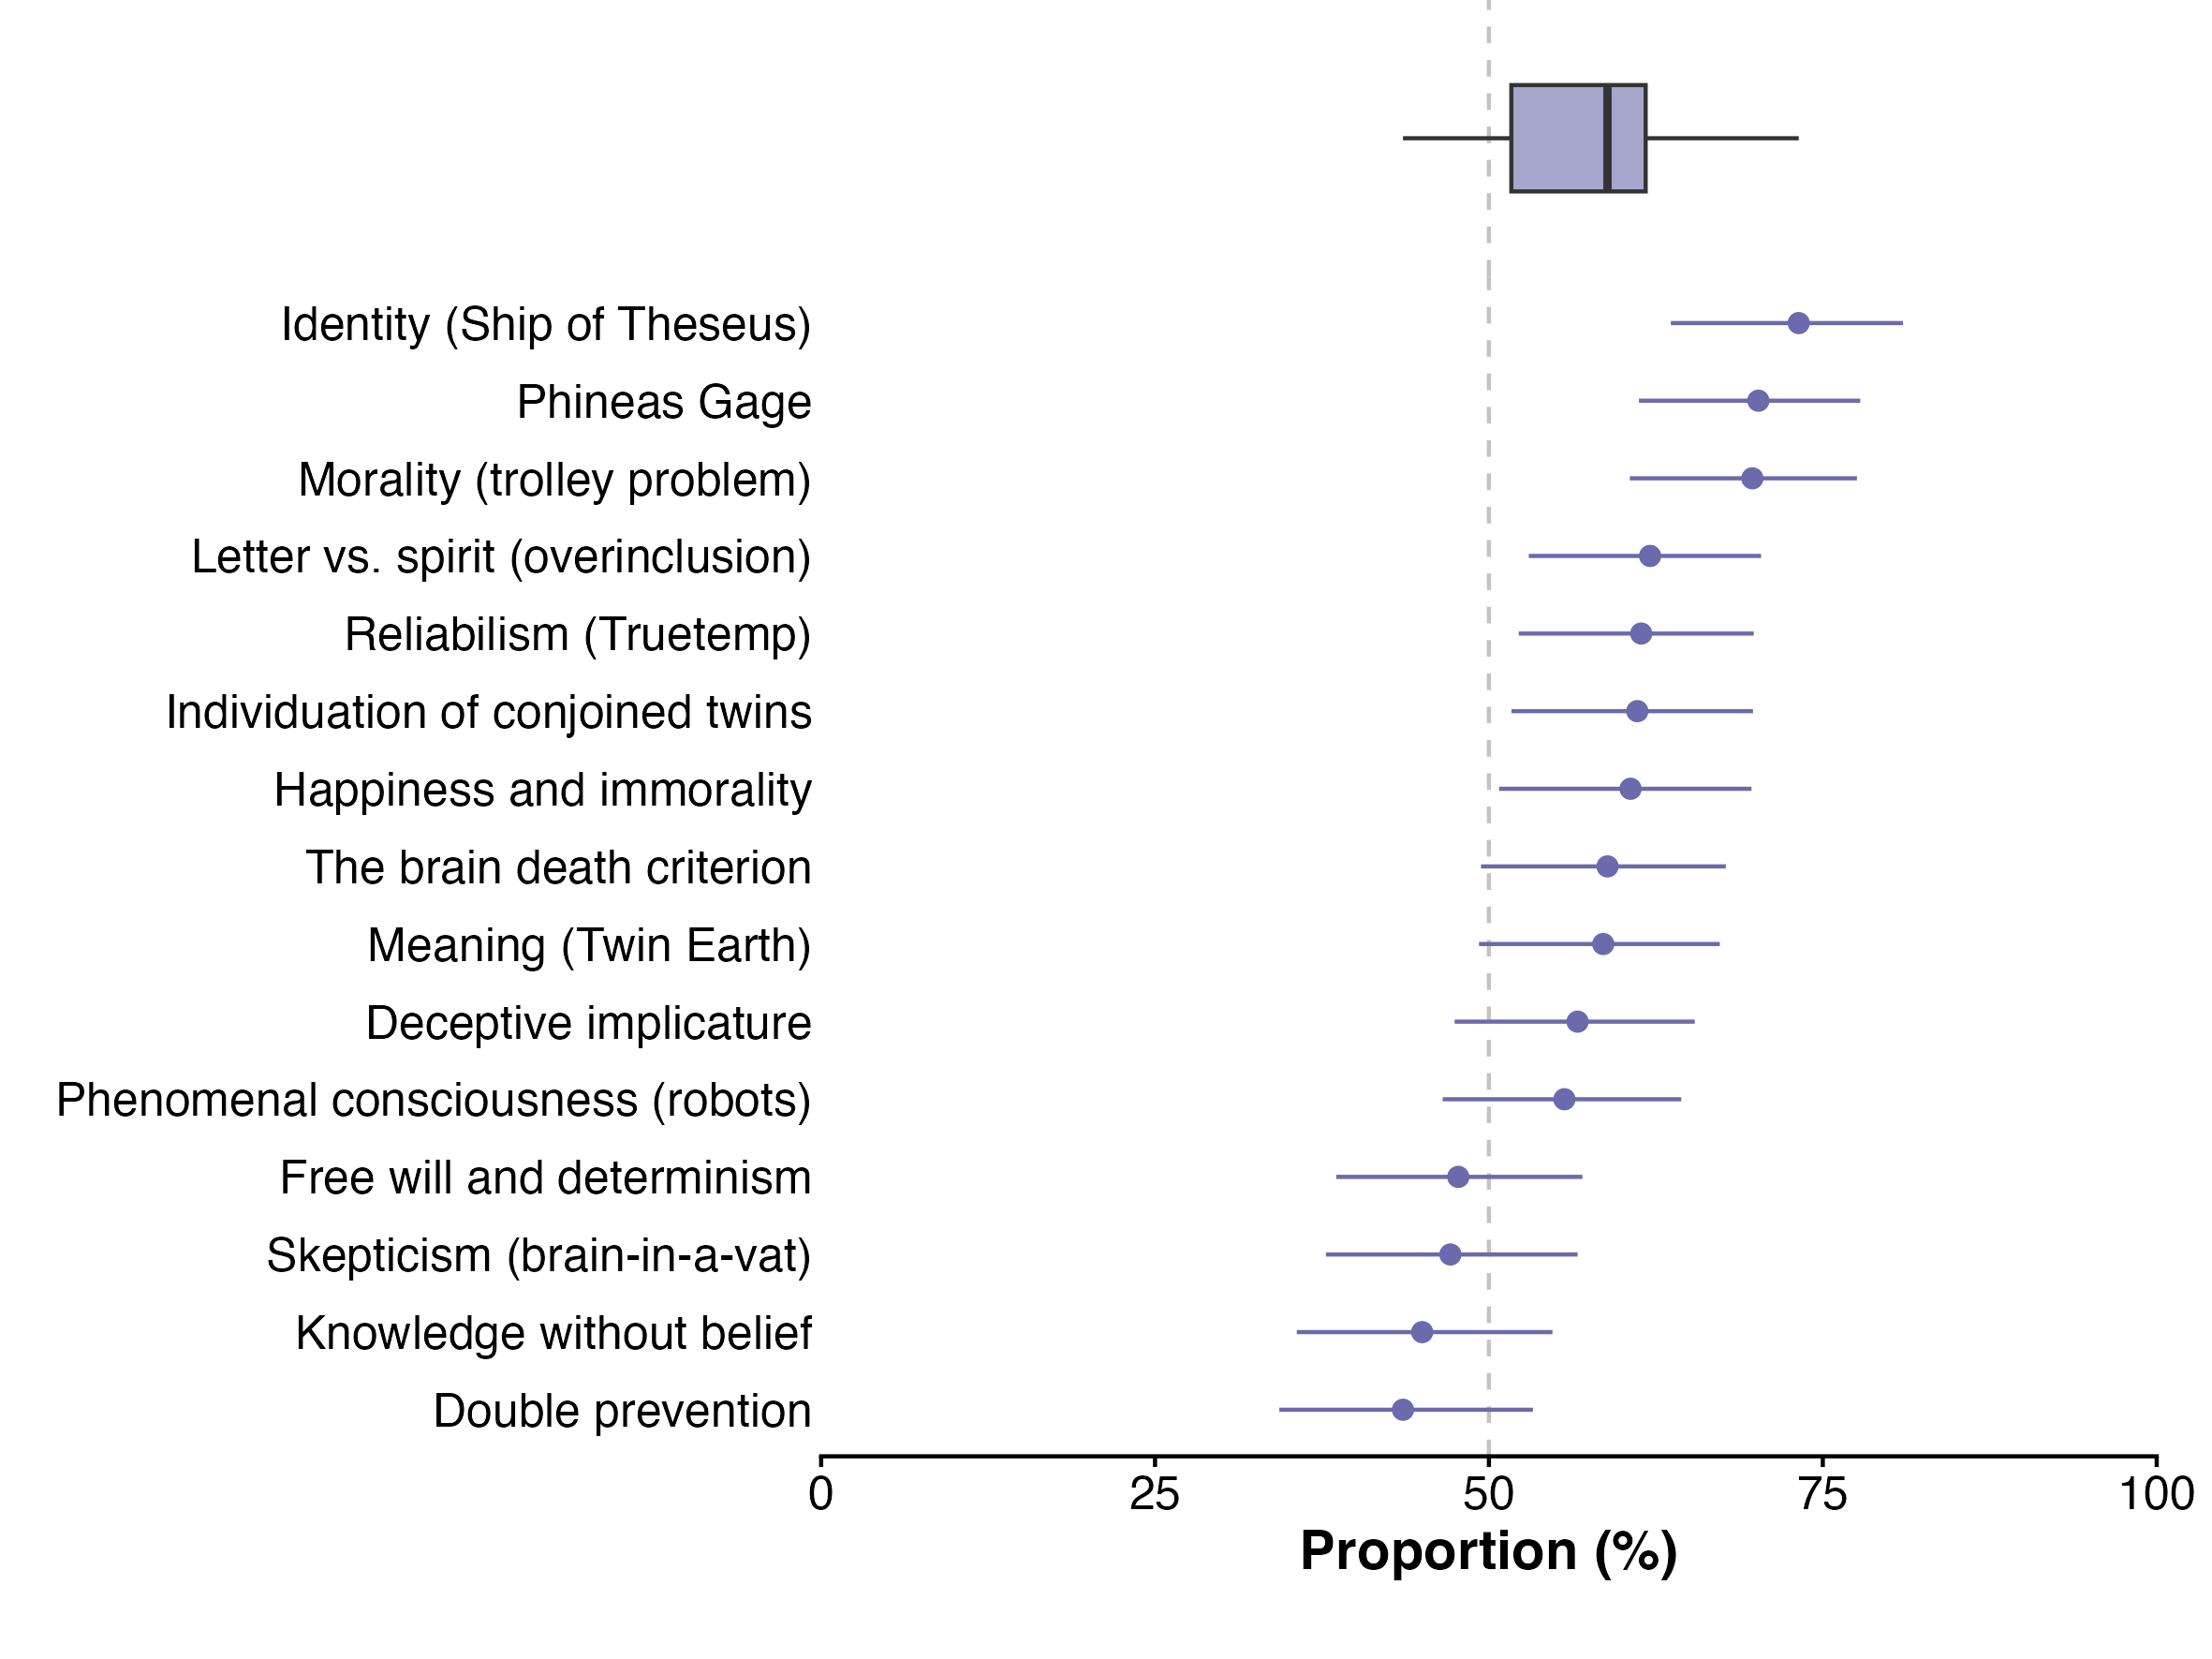 Identity (Ship of Theseus)
Phineas Gage
Morality (trolley problem)
Letter vs. spirit (overinclusion)
Reliabilism (Truetemp)
Individuation of conjoined twins
Happiness and immorality
The brain death criterion
Meaning (Twin Earth)
Deceptive implicature
Phenomenal consciousness (robots)
Free will and determinism
Skepticism (brain-in-a-vat)
Knowledge without belief
Double prevention
0 25 50 75 100
Proportion (%)